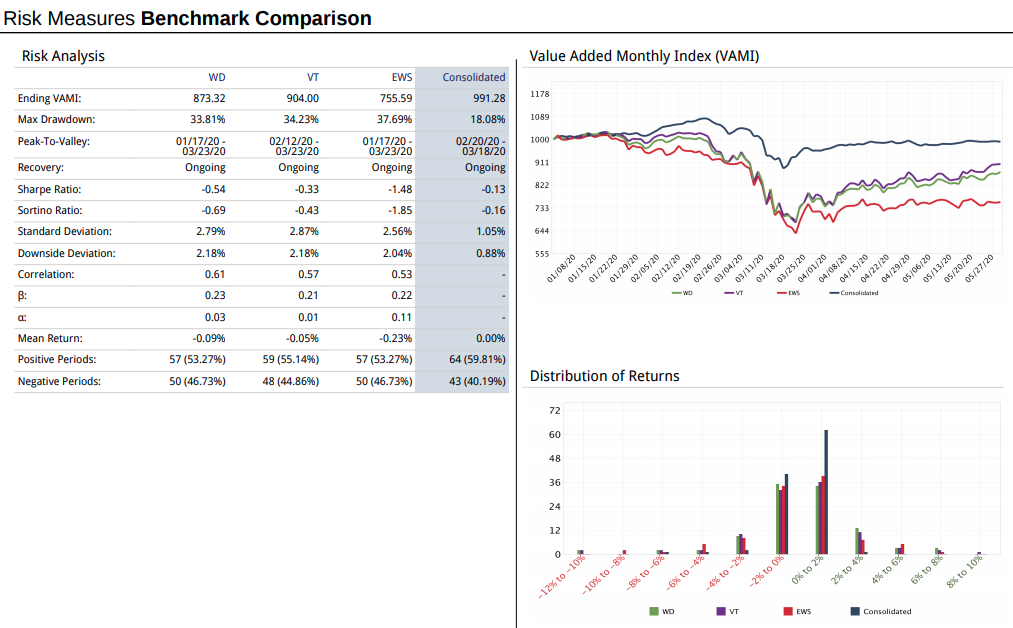 Risk Measures Benchmark Comparison
Risk Analysis
WD VT EWS Consolidated
Ending VAMI: 873.32 904.00 755.59 991.28
Max Drawdown: 33.81% 34.23% 37.69% 18.08%
Peak-To-Valley: 01/17/20 - 02/12/20 - 01/17/20 - 02/20/20 -
03/23/20 03/23/20 03/23/20 03/18/20
Recovery: Ongoing Ongoing Ongoing Ongoing
Sharpe Ratio: -0.54 -0.33 -1.48 -0.13
Sortino Ratio: -0.69 -0.43 -1.85 -0.16
Standard Deviation: 2.79% 2.87% 2.56% 1.05%
Downside Deviation: 2.18% 2.18% 2.04% 0.88%
Correlation: 0.61 0.57 0.53 -
β: 0.23 0.21 0.22 -
α: 0.03 0.01 0.11 -
Mean Return: -0.09% -0.05% -0.23% 0.00%
Positive Periods: 57 (53.27%) 59 (55.14%) 57 (53.27%) 64 (59.81%)
Negative Periods: 50 (46.73%) 48 (44.86%) 50 (46.73%) 43 (40.19%)
Value Added Monthly Index (VAMI)
1178
1089
1000
911
822
733
644
555
01/08/20 01/15/20 01/22/20 01/29/20 02/05/20 02/12/20 02/19/20 02/26/20 03/04/20 03/11/20 03/18/20 03/25/20 04/01/20 04/08/20 04/15/20 04/22/20 04/29/20 05/06/20 05/13/20 05/20/20 05/27/20
WD VT EWS Consolidated
Distribution of Returns
72
60
48
36
24
12
0
-12% to -10% -10% to -8% -8% to -6% -6% to -4% -4% to -2% -2% to 0% 0% to 2% 2% to 4% 4% to 6% 6% to 8% 8% to 10%
WD VT EWS Consolidated